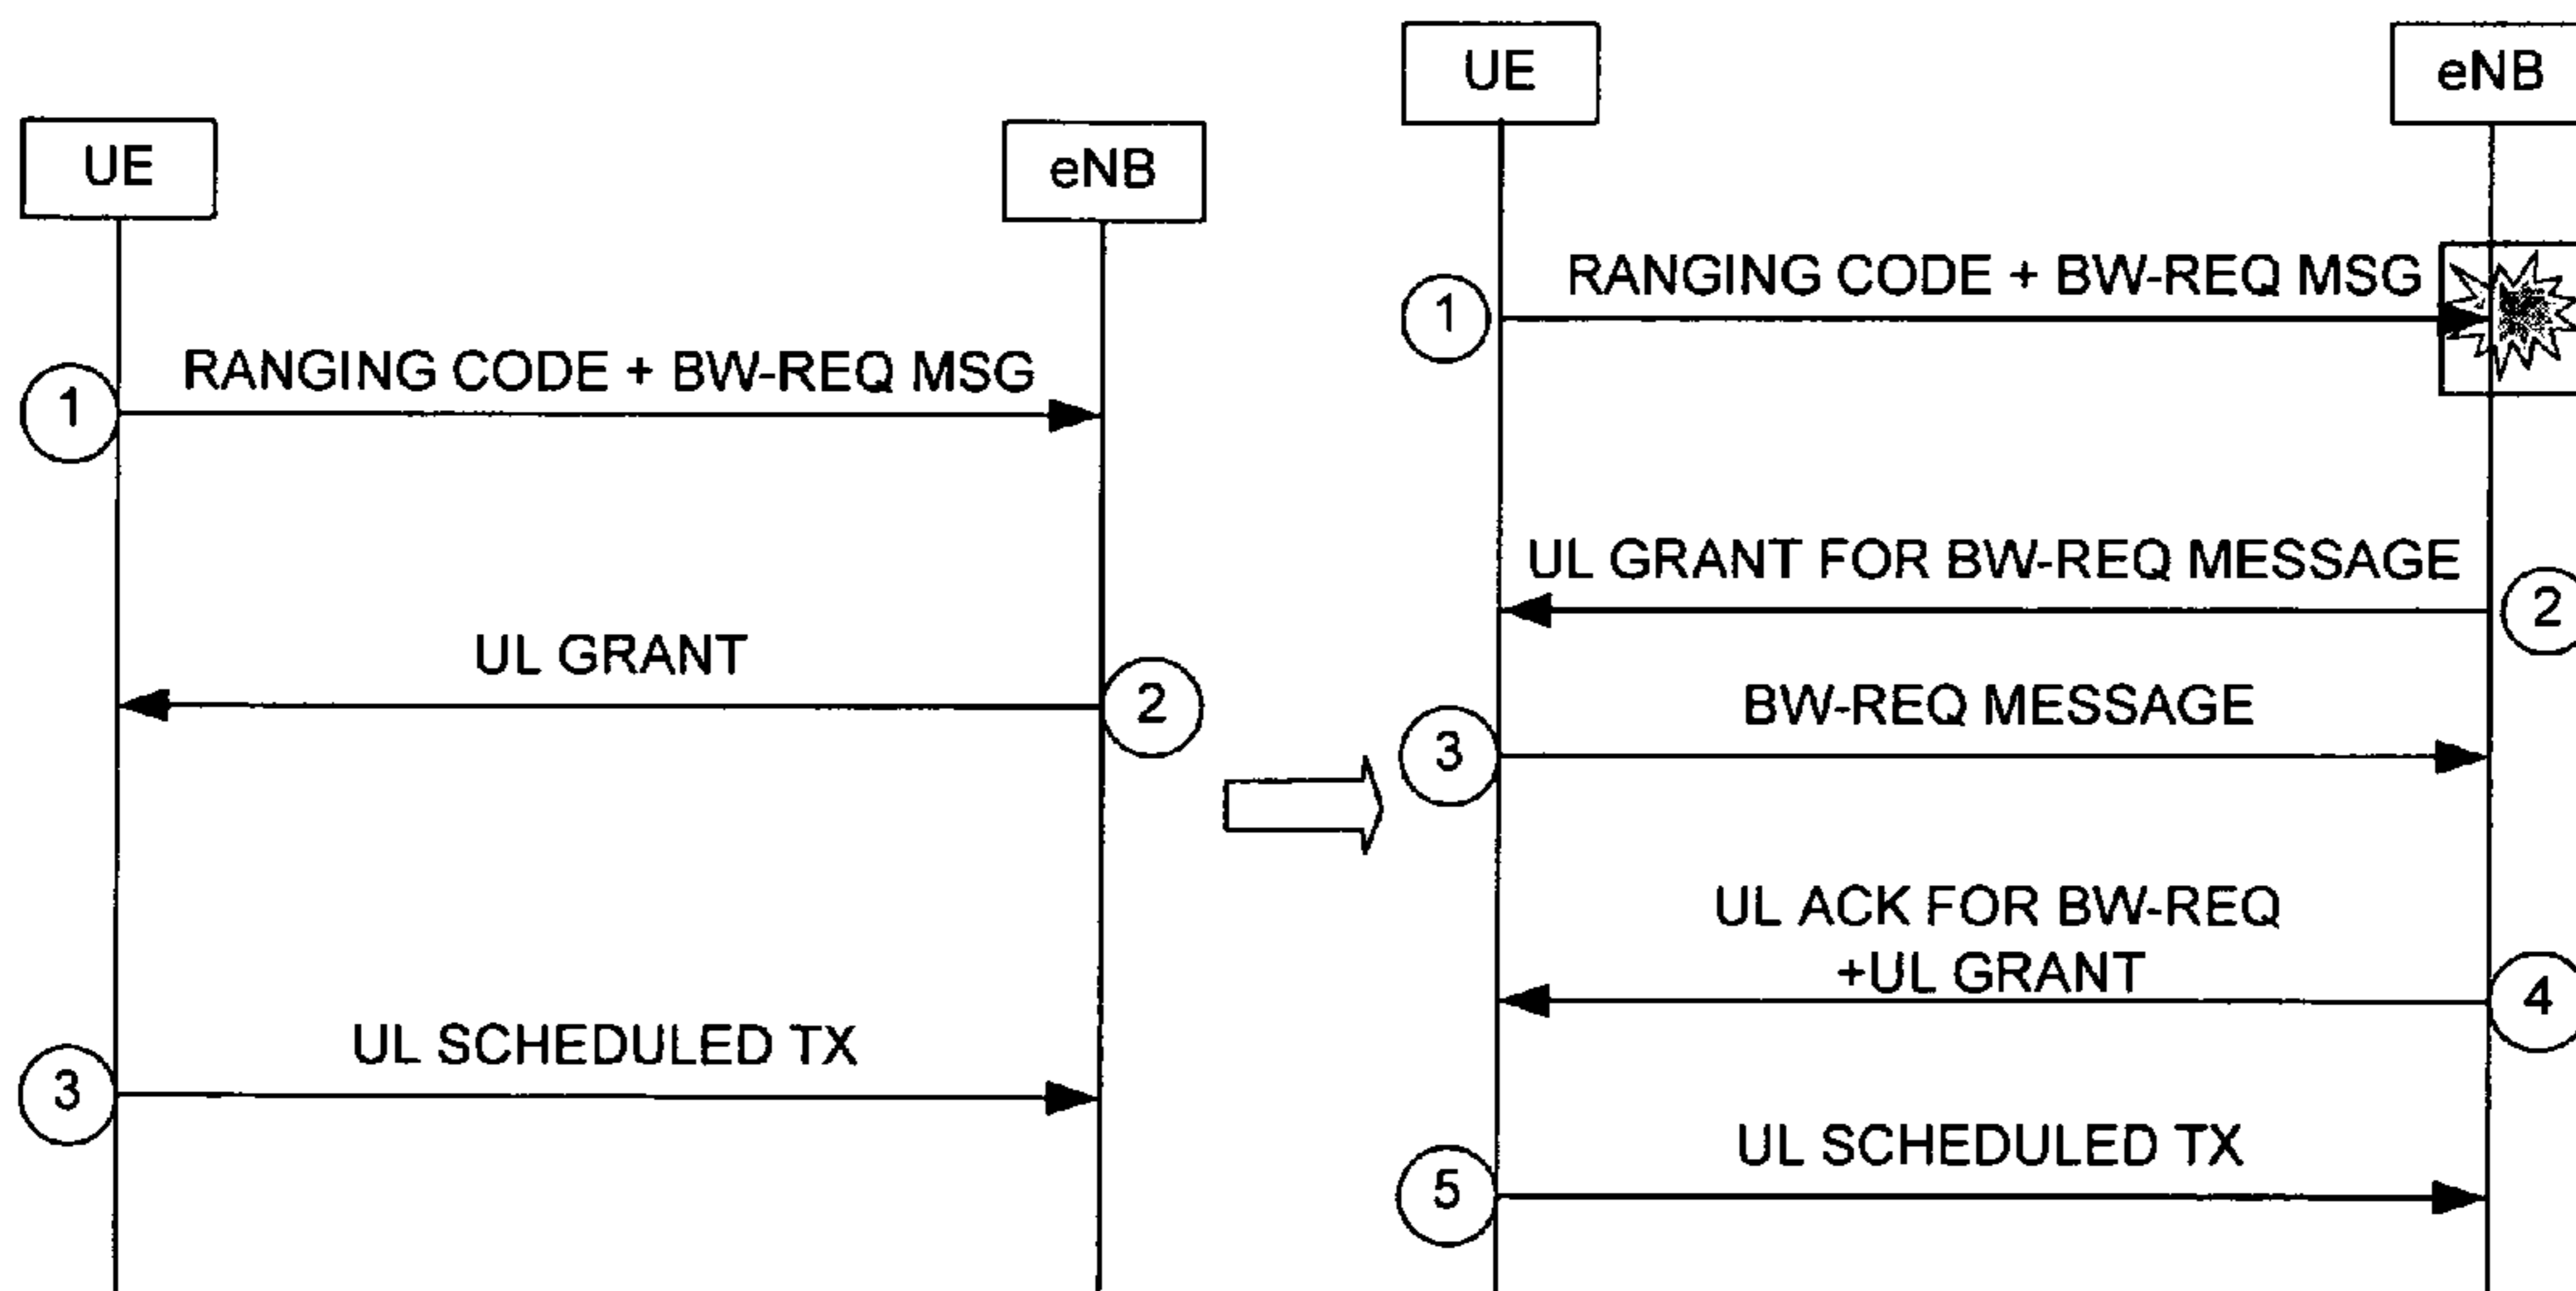 UE
eNB
1
RANGING CODE + BW-REQ MSG
UL GRANT
2
3
UL SCHEDULED TX
UE
eNB
1
RANGING CODE + BW-REQ MSG
UL GRANT FOR BW-REQ MESSAGE
2
3
BW-REQ MESSAGE
UL ACK FOR BW-REQ
+UL GRANT
4
5
UL SCHEDULED TX